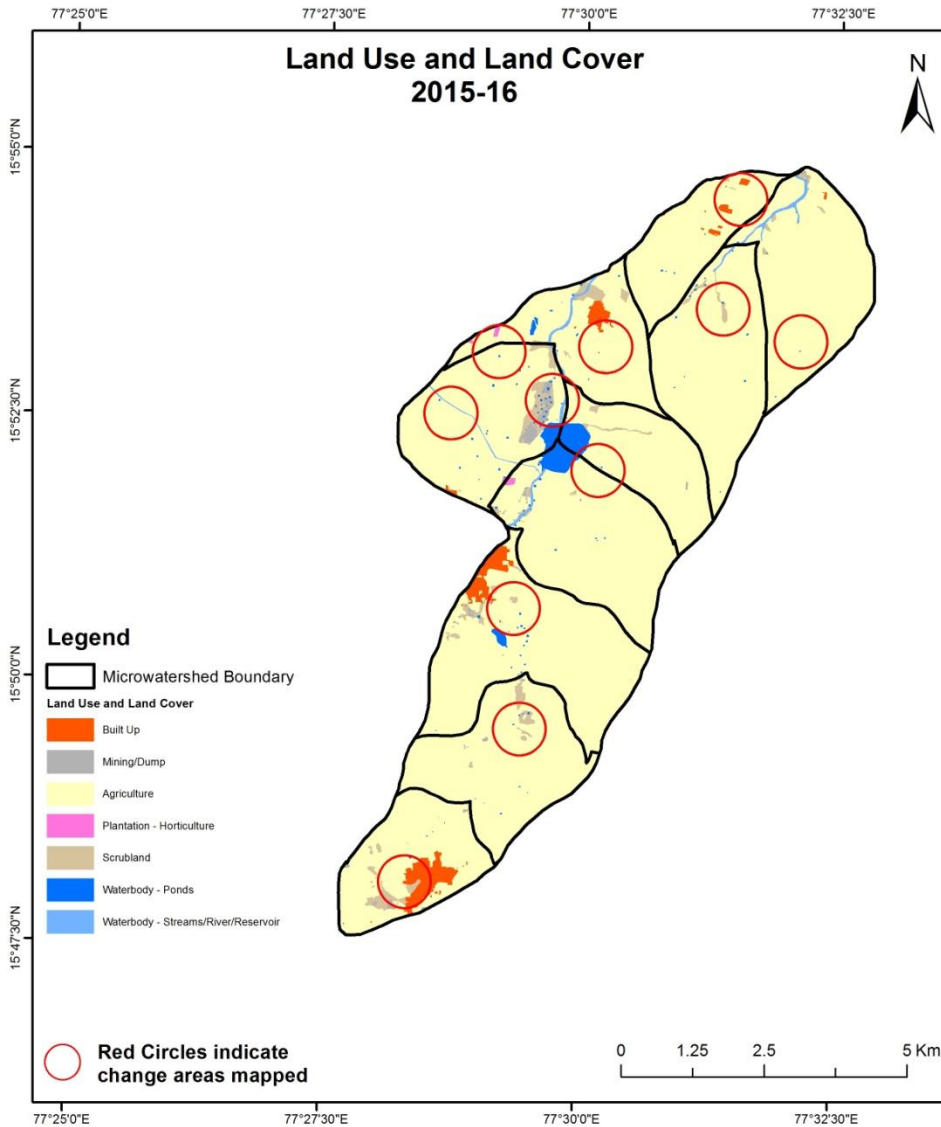 77°25'0"E 77°27'30"E 77°30'0"E 77°32'30"E
Land Use and Land Cover
2015-16
N
15°55'0"N
15°52'30"N
15°50'0"N
15°47'30"N
Legend
Microwatershed Boundary
Land Use and Land Cover
Built Up
Mining/Dump
Agriculture
Plantation - Horticulture
Scrubland
Waterbody - Ponds
Waterbody - Streams/River/Reservoir
Red Circles indicate
change areas mapped
0 1.25 2.5 5 Km
77°25'0"E 77°27'30"E 77°30'0"E 77°32'30"E